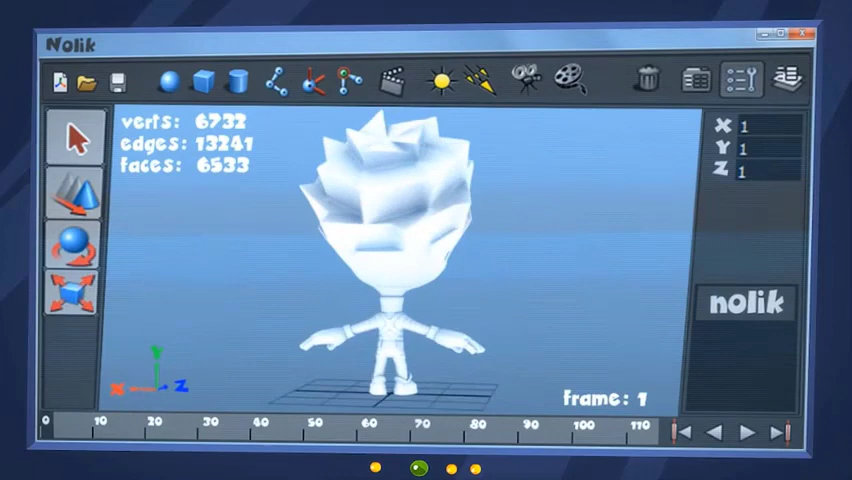 Nolik
verts: 6732
edges: 13241
faces: 6533
X 1
Y 1
Z 1
nolik
Y
X
Z
frame: 1
0 10 20 30 40 50 60 70 80 90 100 110